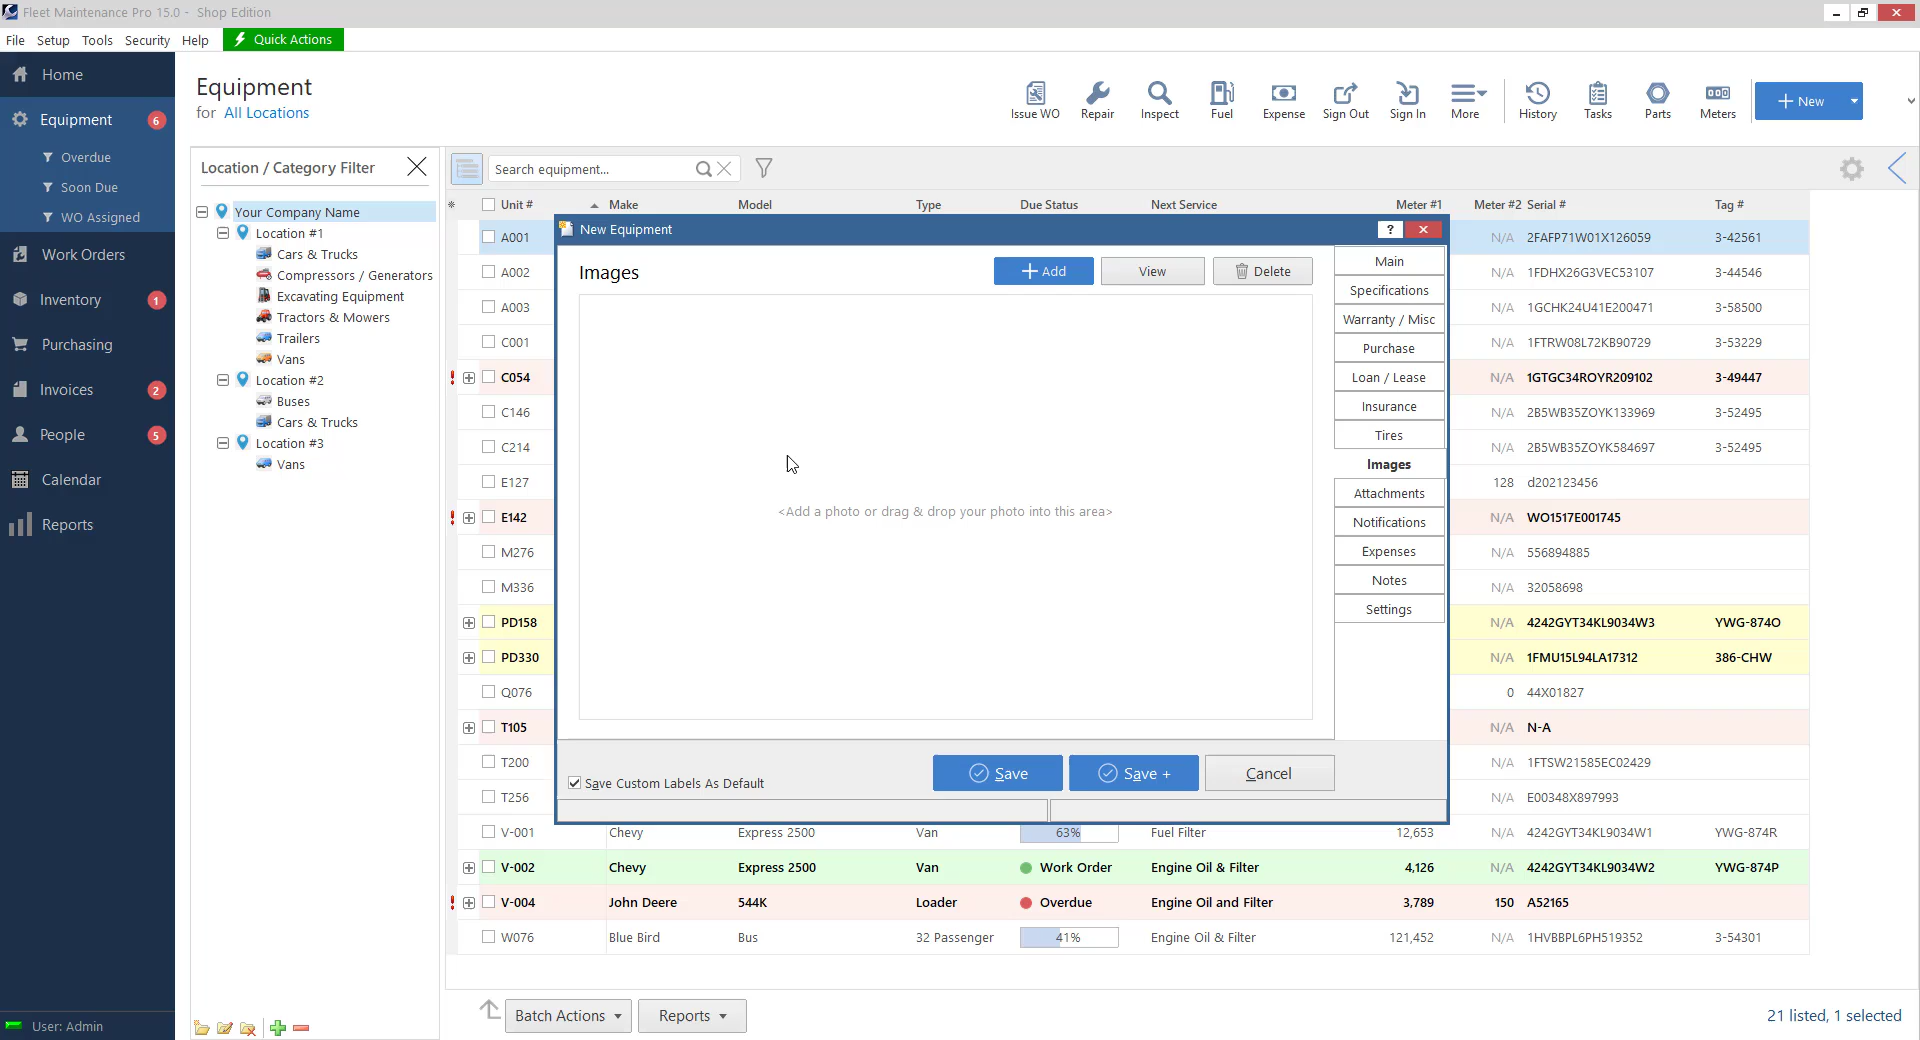 Fleet Maintenance Pro 15.0 -  Shop Edition
File Setup Tools Security Help Quick Actions
Home
Equipment 6
Overdue
Soon Due
WO Assigned
Work Orders
Inventory 1
Purchasing
Invoices 2
People 5
Calendar
Reports
User: Admin
Equipment
for All Locations
Issue WO Repair Inspect Fuel Expense Sign Out Sign In More History Tasks Parts Meters New
Location / Category Filter
Your Company Name
Location #1
Cars & Trucks
Compressors / Generators
Excavating Equipment
Tractors & Mowers
Trailers
Vans
Location #2
Buses
Cars & Trucks
Location #3
Vans
Search equipment...
* Unit # Make Model Type Due Status Next Service Meter #1 Meter #2 Serial # Tag #
A001 N/A 2FAFP71W01X126059 3-42561
A002 N/A 1FDHX26G3VEC53107 3-44546
A003 N/A 1GCHK24U41E200471 3-58500
C001 N/A 1FTRW08L72KB90729 3-53229
! C054 N/A 1GTGC34ROYR209102 3-49447
C146 N/A 2B5WB35ZOYK133969 3-52495
C214 N/A 2B5WB35ZOYK584697 3-52495
E127 128 d202123456
! E142 N/A WO1517E001745
M276 N/A 556894885
M336 N/A 32058698
PD158 N/A 4242GYT34KL9034W3 YWG-874O
PD330 N/A 1FMU15L94LA17312 386-CHW
Q076 0 44X01827
T105 N/A N-A
T200 N/A 1FTSW21585EC02429
T256 N/A E00348X897993
V-001 Chevy Express 2500 Van 63% Fuel Filter 12,653 N/A 4242GYT34KL9034W1 YWG-874R
V-002 Chevy Express 2500 Van Work Order Engine Oil & Filter 4,126 N/A 4242GYT34KL9034W2 YWG-874P
! V-004 John Deere 544K Loader Overdue Engine Oil and Filter 3,789 150 A52165
W076 Blue Bird Bus 32 Passenger 41% Engine Oil & Filter 121,452 N/A 1HVBBPL6PH519352 3-54301
New Equipment ?
Images
Add View Delete
<Add a photo or drag & drop your photo into this area>
Main
Specifications
Warranty / Misc
Purchase
Loan / Lease
Insurance
Tires
Images
Attachments
Notifications
Expenses
Notes
Settings
Save Custom Labels As Default
Save Save + Cancel
Batch Actions Reports
21 listed, 1 selected